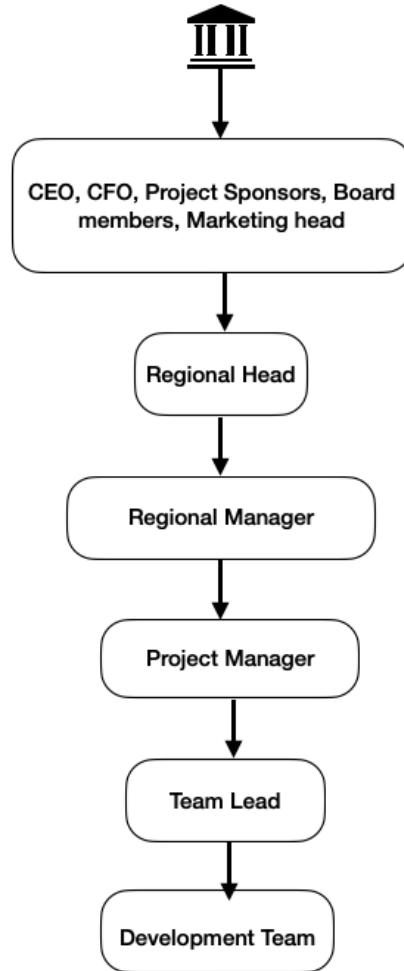 CEO, CFO, Project Sponsors, Board
members, Marketing head
Regional Head
Regional Manager
Project Manager
Team Lead
Development Team